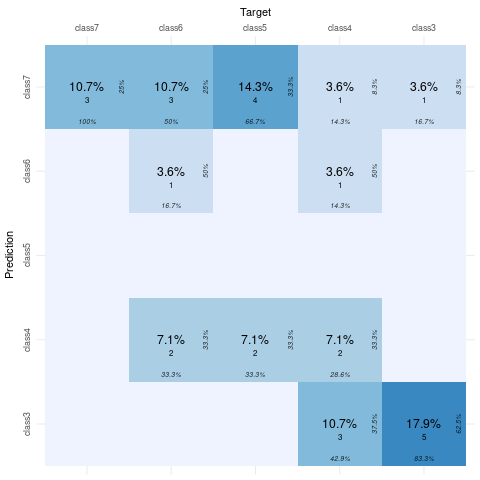 Target
class7 class6 class5 class4 class3
Prediction
class7
10.7% 10.7% 14.3% 3.6% 3.6%
25% 25% 33.3% 8.3% 8.3%
3 3 4 1 1
100% 50% 66.7% 14.3% 16.7%
class6
3.6% 3.6%
50% 50%
1 1
16.7% 14.3%
class5
class4
7.1% 7.1% 7.1%
33.3% 33.3% 33.3%
2 2 2
33.3% 33.3% 28.6%
class3
10.7% 17.9%
37.5% 62.5%
3 5
42.9% 83.3%